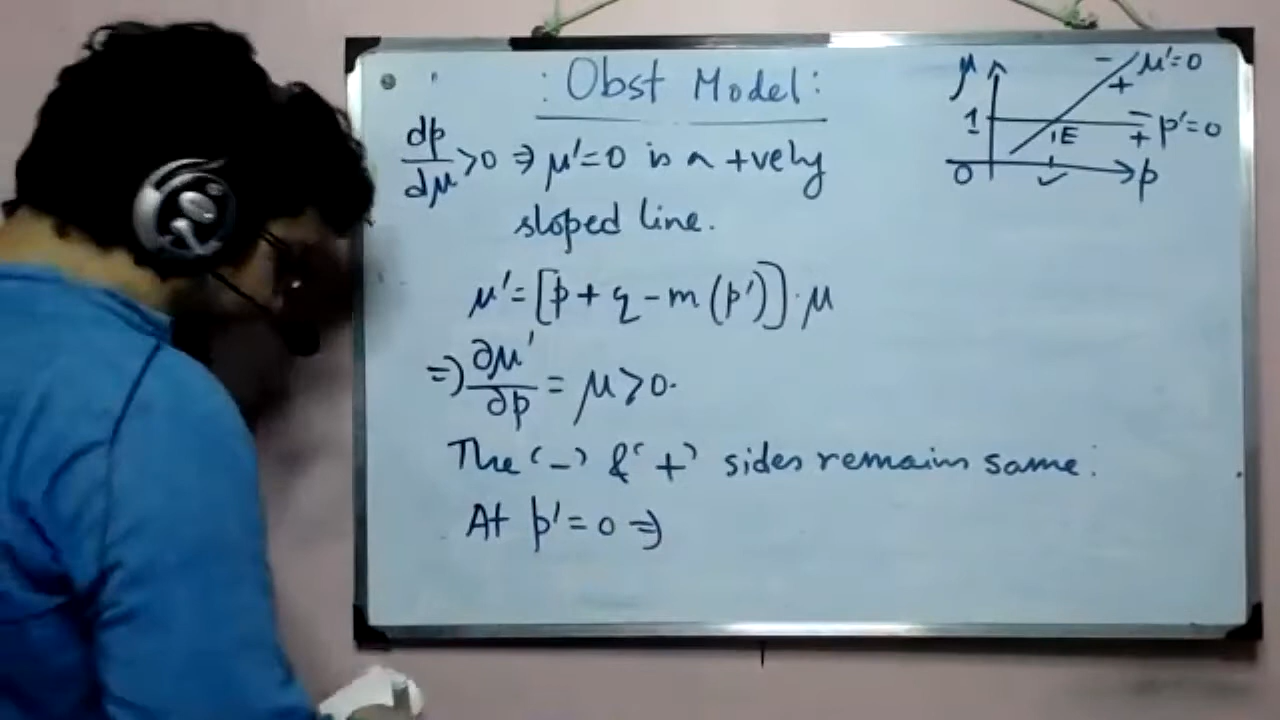 : Obst Model :
dp/dμ > 0 ⇒ μ' = 0 is a +vely
sloped line.
μ' = [p + q - m (p')] . μ
⇒) ∂μ'/∂p = μ > 0.
The '-' & '+' sides remain same.
At p' = 0 ⇒
μ
- μ' = 0
+
1
- p' = 0
+
E
0
p